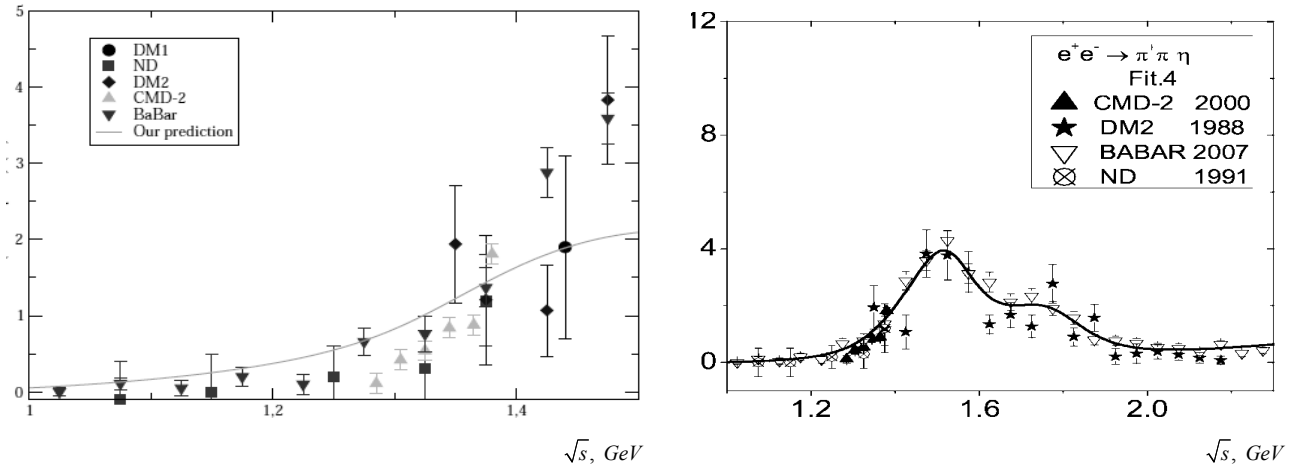 5
4
3
2
1
0
DM1
ND
DM2
CMD-2
BaBar
Our prediction
1
1,2
1,4
√s, GeV
12
8
4
0
e⁺e⁻ → π⁺π η
Fit.4
CMD-2 2000
DM2 1988
BABAR 2007
ND 1991
1.2
1.6
2.0
√s, GeV